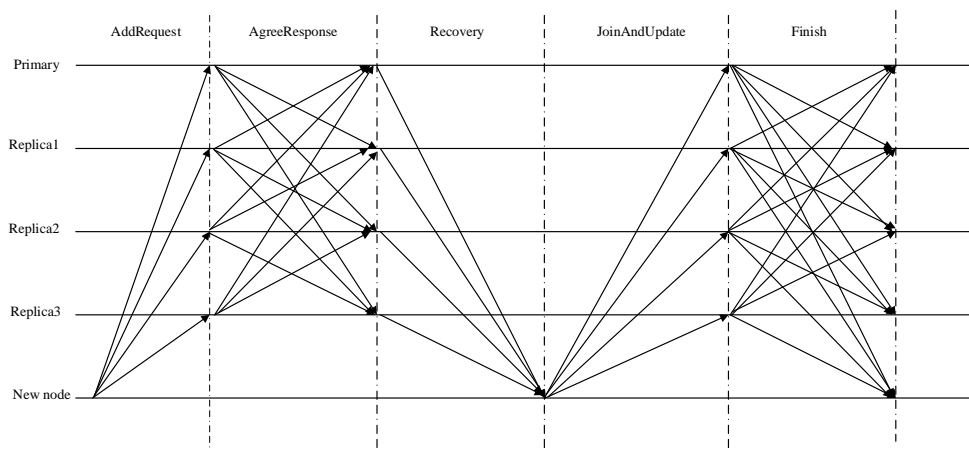 AddRequest AgreeResponse Recovery JoinAndUpdate Finish
Primary
Replica1
Replica2
Replica3
New node